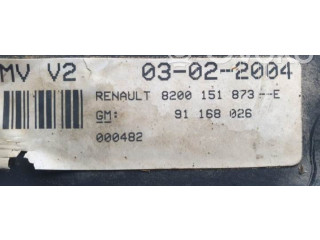 MV V2 03-02-2004
RENAULT 8200 151 873--E
GM: 91 168 026
000482